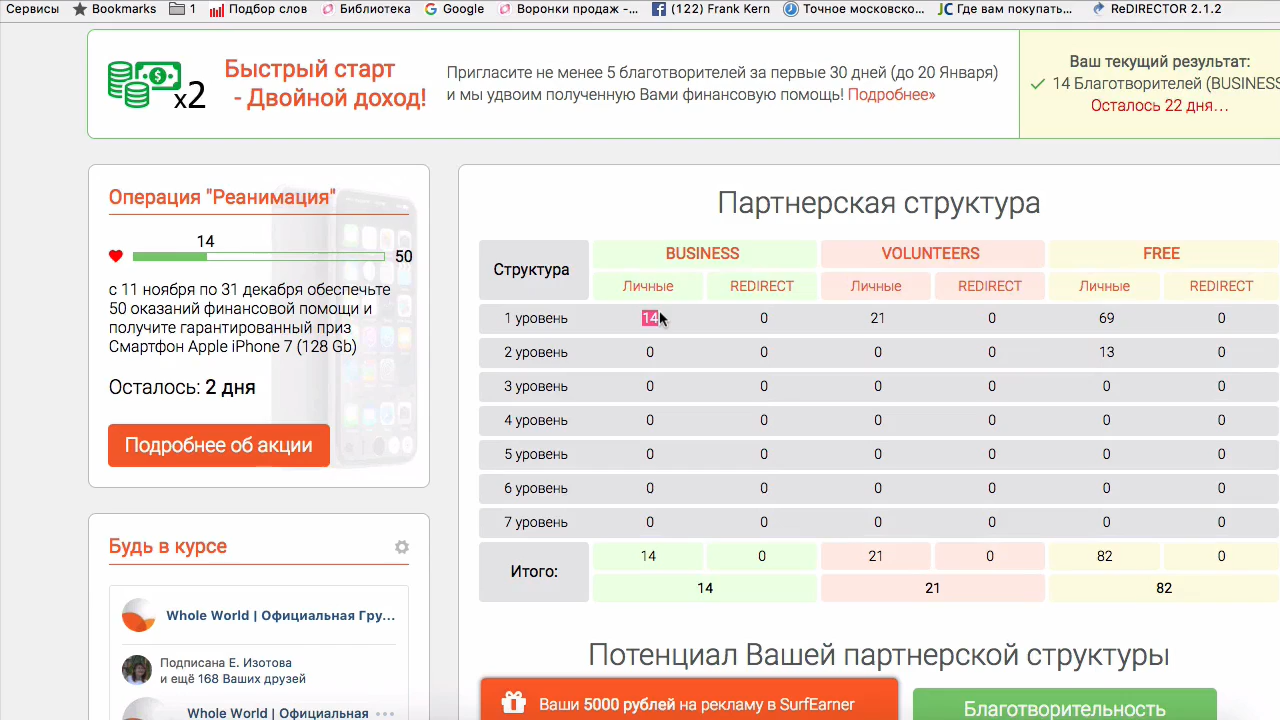 Сервисы Bookmarks 1 Подбор слов Библиотека Google Воронки продаж -... (122) Frank Kern Точное московско... Где вам покупать... ReDIRECTOR 2.1.2
x2
Быстрый старт
- Двойной доход!
Пригласите не менее 5 благотворителей за первые 30 дней (до 20 Января)
и мы удвоим полученную Вами финансовую помощь! Подробнее»
Ваш текущий результат:
14 Благотворителей (BUSINESS
Осталось 22 дня...
Операция "Реанимация"
14
50
с 11 ноября по 31 декабря обеспечьте
50 оказаний финансовой помощи и
получите гарантированный приз
Смартфон Apple iPhone 7 (128 Gb)
Осталось: 2 дня
Подробнее об акции
Будь в курсе
Whole World | Официальная Гру...
Подписана Е. Изотова
и ещё 168 Ваших друзей
Whole World | Официальная
Партнерская структура
Структура BUSINESS VOLUNTEERS FREE
Личные REDIRECT Личные REDIRECT Личные REDIRECT
1 уровень 14 0 21 0 69 0
2 уровень 0 0 0 0 13 0
3 уровень 0 0 0 0 0 0
4 уровень 0 0 0 0 0 0
5 уровень 0 0 0 0 0 0
6 уровень 0 0 0 0 0 0
7 уровень 0 0 0 0 0 0
Итого: 14 0 21 0 82 0
14 21 82
Потенциал Вашей партнерской структуры
Ваши 5000 рублей на рекламу в SurfEarner
Благотворительность